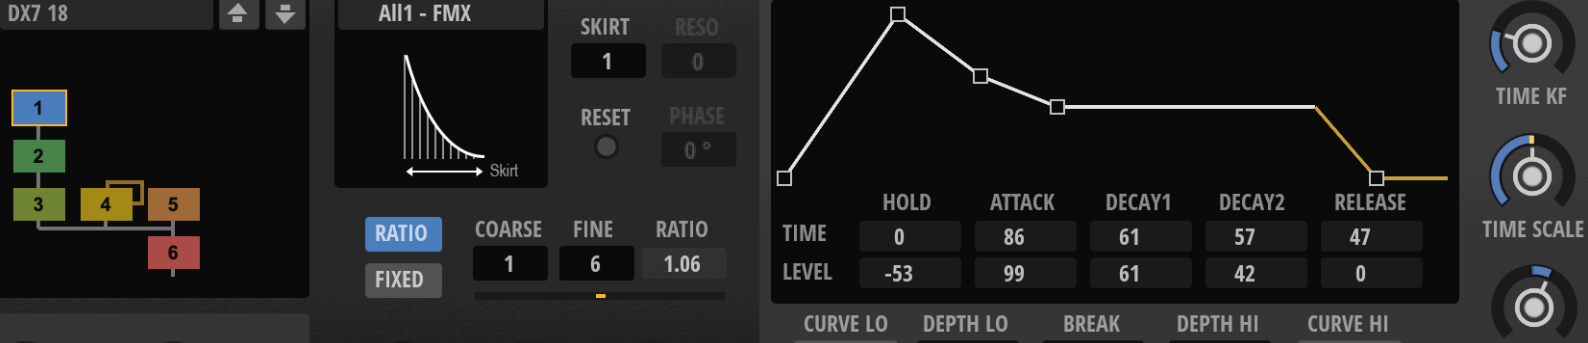 DX7 18
1
2
3 4 5
6
All1 - FMX
Skirt
SKIRT RESO
1 0
RESET PHASE
0 °
RATIO
FIXED
COARSE FINE RATIO
1 6 1.06
HOLD ATTACK DECAY1 DECAY2 RELEASE
TIME 0 86 61 57 47
LEVEL -53 99 61 42 0
CURVE LO DEPTH LO BREAK DEPTH HI CURVE HI
TIME KF
TIME SCALE